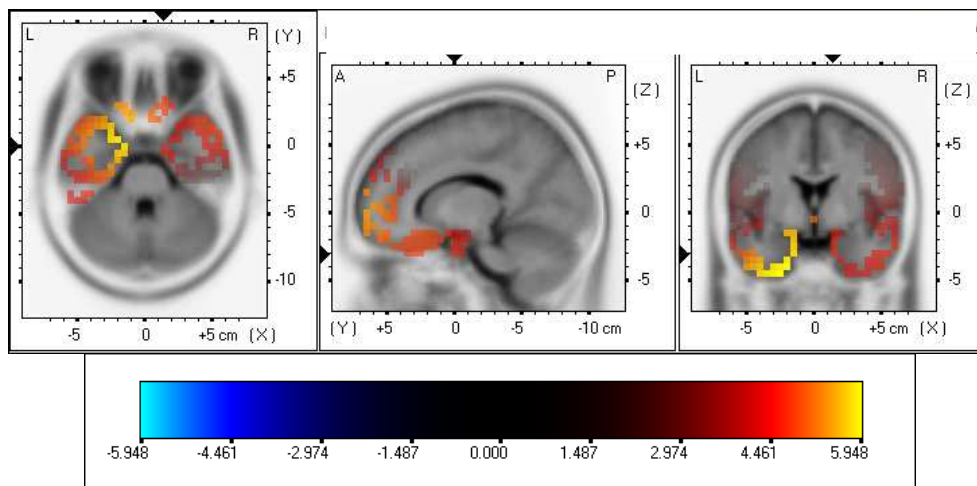 L R (Y)
+5
0
-5
-10
-5 0 +5 cm (X)
A P (Z)
+5
0
-5
(Y) +5 0 -5 -10 cm
L R (Z)
+5
0
-5
-5 0 +5 cm (X)
-5.948 -4.461 -2.974 -1.487 0.000 1.487 2.974 4.461 5.948